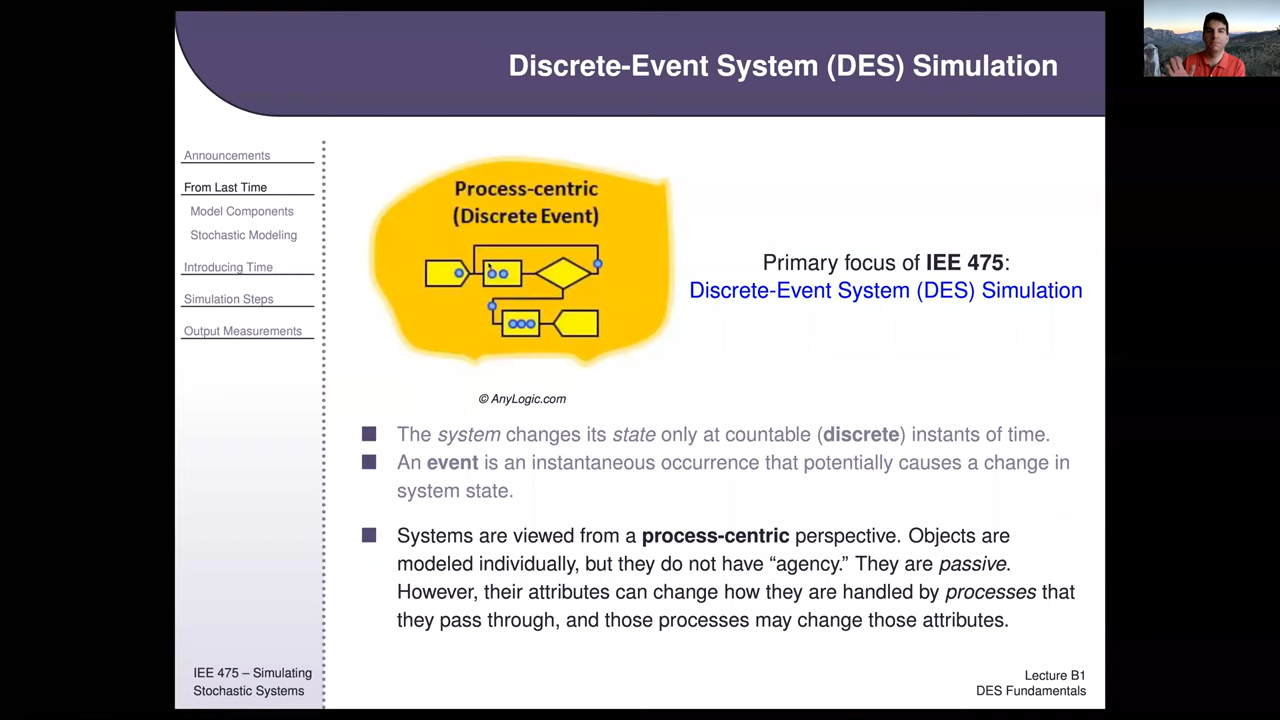 Discrete-Event System (DES) Simulation
Announcements
From Last Time
Model Components
Stochastic Modeling
Introducing Time
Simulation Steps
Output Measurements
Process-centric
(Discrete Event)
© AnyLogic.com
Primary focus of IEE 475:
Discrete-Event System (DES) Simulation
The system changes its state only at countable (discrete) instants of time.
An event is an instantaneous occurrence that potentially causes a change in
system state.
Systems are viewed from a process-centric perspective. Objects are
modeled individually, but they do not have “agency.” They are passive.
However, their attributes can change how they are handled by processes that
they pass through, and those processes may change those attributes.
IEE 475 – Simulating
Stochastic Systems
Lecture B1
DES Fundamentals